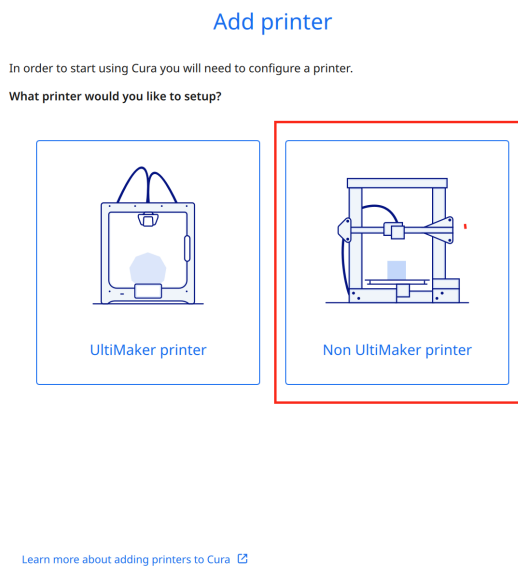 Add printer
In order to start using Cura you will need to configure a printer.
What printer would you like to setup?
UltiMaker printer
Non UltiMaker printer
Learn more about adding printers to Cura